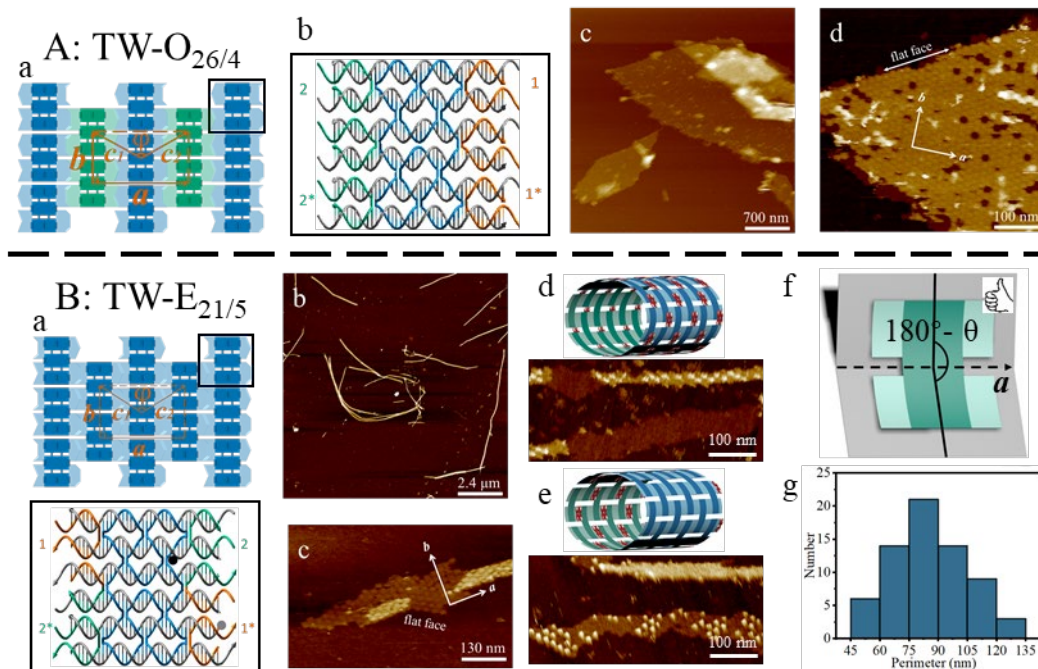 A: TW-O26/4
a
φ
b
c1
c2
a
b
2
1
2*
1*
c
700 nm
d
flat face
b
a
100 nm
B: TW-E21/5
a
φ
b
c1
c2
a
1
2
2*
1*
b
2.4 μm
c
b
a
flat face
130 nm
d
100 nm
e
100 nm
f
180°- θ
a
g
Number
25
20
15
10
5
0
45 60 75 90 105 120 135
Perimeter (nm)